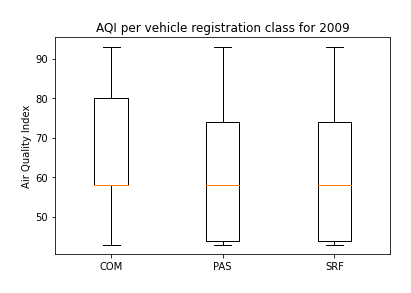 AQI per vehicle registration class for 2009
Air Quality Index
90
80
70
60
50
COM PAS SRF